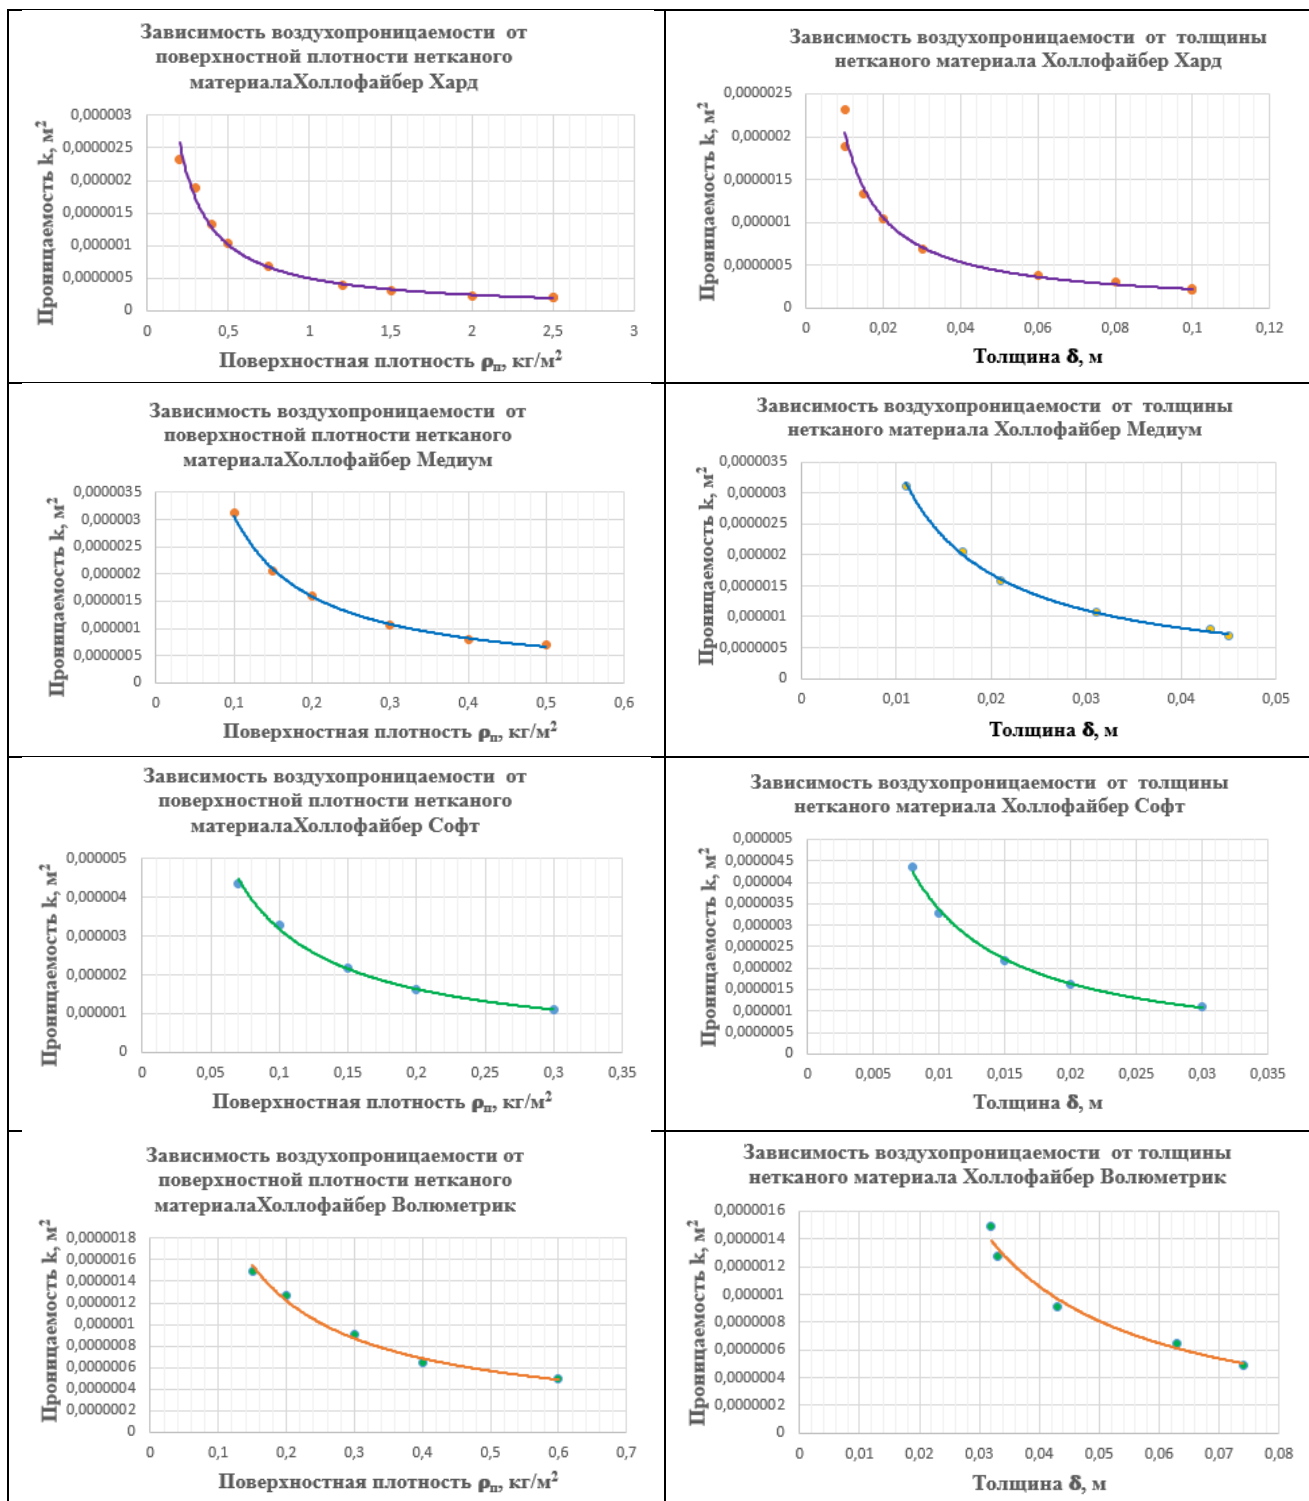 Зависимость воздухопроницаемости от
поверхностной плотности нетканого
материалаХоллофайбер Хард
Проницаемость k, м²
0,000003
0,0000025
0,000002
0,0000015
0,000001
0,0000005
0
0 0,5 1 1,5 2 2,5 3
Поверхностная плотность ρп, кг/м²
Зависимость воздухопроницаемости от толщины
нетканого материала Холлофайбер Хард
Проницаемость k, м²
0,0000025
0,000002
0,0000015
0,000001
0,0000005
0
0 0,02 0,04 0,06 0,08 0,1 0,12
Толщина δ, м
Зависимость воздухопроницаемости от
поверхностной плотности нетканого
материалаХоллофайбер Медиум
Проницаемость k, м²
0,0000035
0,000003
0,0000025
0,000002
0,0000015
0,000001
0,0000005
0
0 0,1 0,2 0,3 0,4 0,5 0,6
Поверхностная плотность ρп, кг/м²
Зависимость воздухопроницаемости от толщины
нетканого материала Холлофайбер Медиум
Проницаемость k, м²
0,0000035
0,000003
0,0000025
0,000002
0,0000015
0,000001
0,0000005
0
0 0,01 0,02 0,03 0,04 0,05
Толщина δ, м
Зависимость воздухопроницаемости от
поверхностной плотности нетканого
материалаХоллофайбер Софт
Проницаемость k, м²
0,000005
0,000004
0,000003
0,000002
0,000001
0
0 0,05 0,1 0,15 0,2 0,25 0,3 0,35
Поверхностная плотность ρп, кг/м²
Зависимость воздухопроницаемости от толщины
нетканого материала Холлофайбер Софт
Проницаемость k, м²
0,000005
0,0000045
0,000004
0,0000035
0,000003
0,0000025
0,000002
0,0000015
0,000001
0,0000005
0
0 0,005 0,01 0,015 0,02 0,025 0,03 0,035
Толщина δ, м
Зависимость воздухопроницаемости от
поверхностной плотности нетканого
материалаХоллофайбер Волюметрик
Проницаемость k, м²
0,0000018
0,0000016
0,0000014
0,0000012
0,000001
0,0000008
0,0000006
0,0000004
0,0000002
0
0 0,1 0,2 0,3 0,4 0,5 0,6 0,7
Поверхностная плотность ρп, кг/м²
Зависимость воздухопроницаемости от толщины
нетканого материала Холлофайбер Волюметрик
Проницаемость k, м²
0,0000016
0,0000014
0,0000012
0,000001
0,0000008
0,0000006
0,0000004
0,0000002
0
0 0,01 0,02 0,03 0,04 0,05 0,06 0,07 0,08
Толщина δ, м